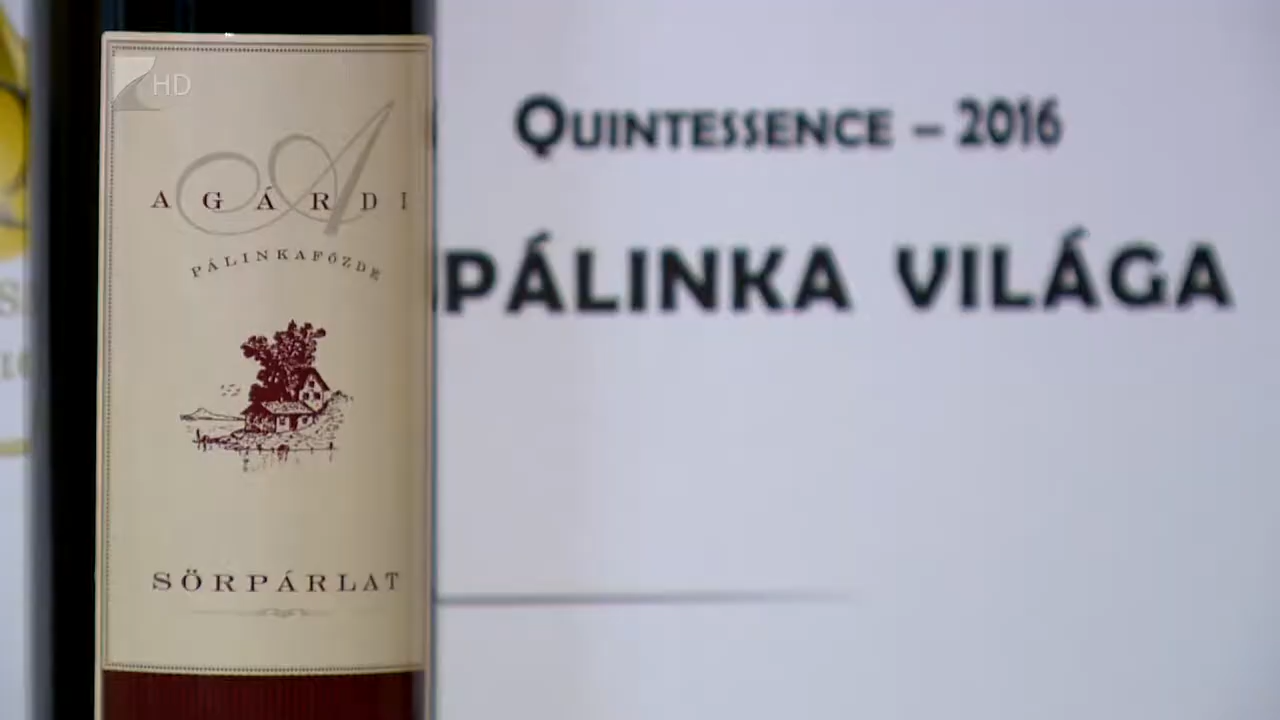 HD
A
AGÁRDI
PÁLINKAFŐZDE
SÖRPÁRLAT
QUINTESSENCE – 2016
PÁLINKA VILÁGA